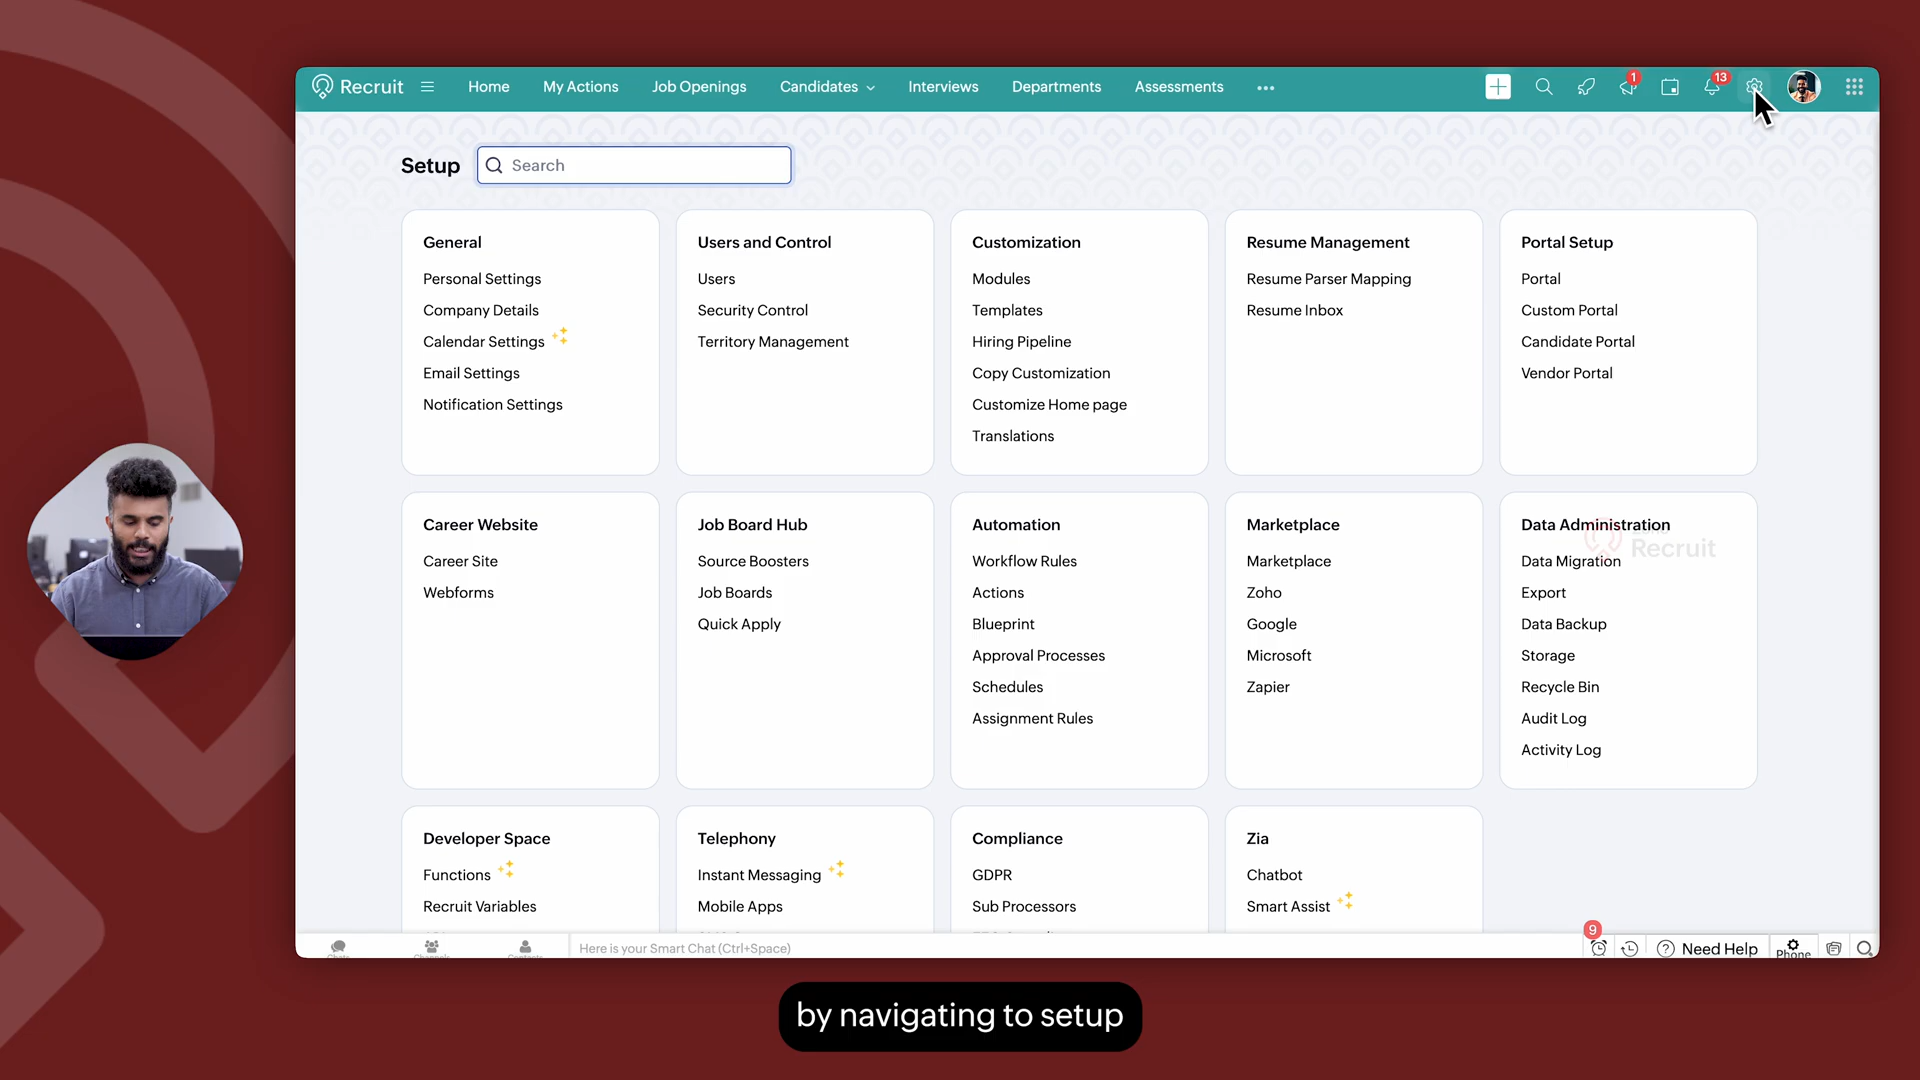 Recruit
Home
My Actions
Job Openings
Candidates
Interviews
Departments
Assessments
1
13
Setup
Search
General
Personal Settings
Company Details
Calendar Settings
Email Settings
Notification Settings
Users and Control
Users
Security Control
Territory Management
Customization
Modules
Templates
Hiring Pipeline
Copy Customization
Customize Home page
Translations
Resume Management
Resume Parser Mapping
Resume Inbox
Portal Setup
Portal
Custom Portal
Candidate Portal
Vendor Portal
Career Website
Career Site
Webforms
Job Board Hub
Source Boosters
Job Boards
Quick Apply
Automation
Workflow Rules
Actions
Blueprint
Approval Processes
Schedules
Assignment Rules
Marketplace
Marketplace
Zoho
Google
Microsoft
Zapier
Data Administration
Recruit
Data Migration
Export
Data Backup
Storage
Recycle Bin
Audit Log
Activity Log
Developer Space
Functions
Recruit Variables
Telephony
Instant Messaging
Mobile Apps
Compliance
GDPR
Sub Processors
Zia
Chatbot
Smart Assist
Here is your Smart Chat (Ctrl+Space)
9
Need Help
Phone
by navigating to setup